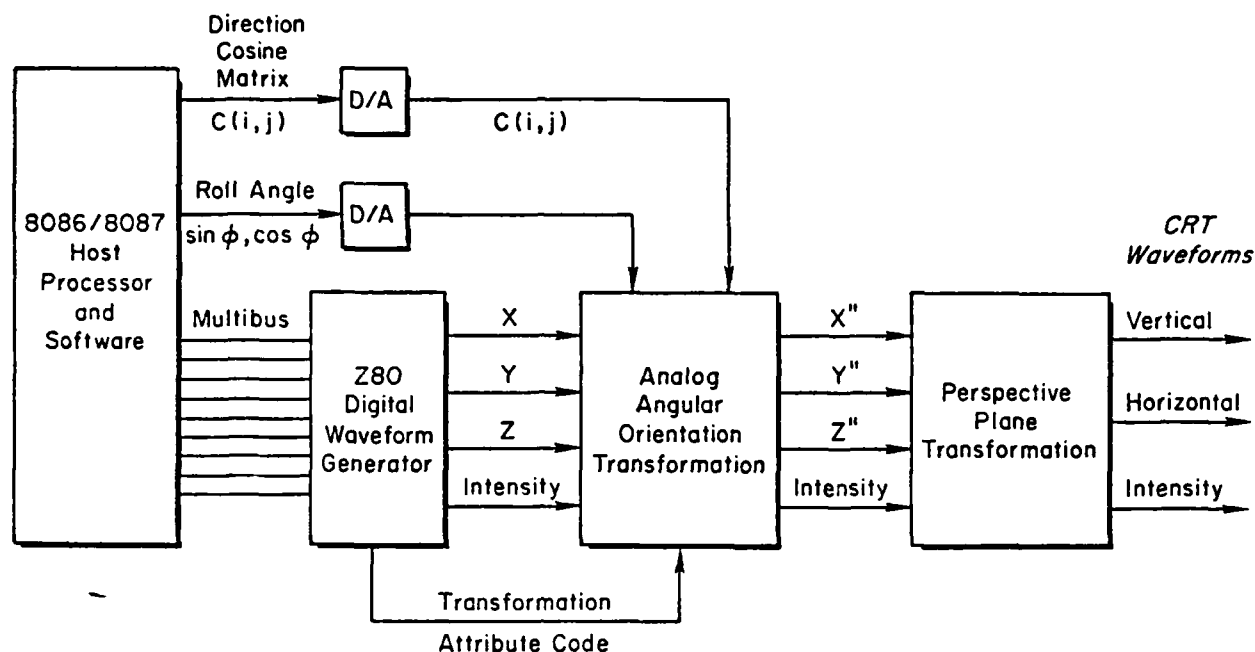 Direction
Cosine
Matrix
C(i,j)
D/A
C(i,j)
Roll Angle
sin ϕ, cos ϕ
D/A
8086/8087
Host
Processor
and
Software
Multibus
Z80
Digital
Waveform
Generator
X
Y
Z
Intensity
Analog
Angular
Orientation
Transformation
X"
Y"
Z"
Intensity
Perspective
Plane
Transformation
CRT
Waveforms
Vertical
Horizontal
Intensity
Transformation
Attribute Code